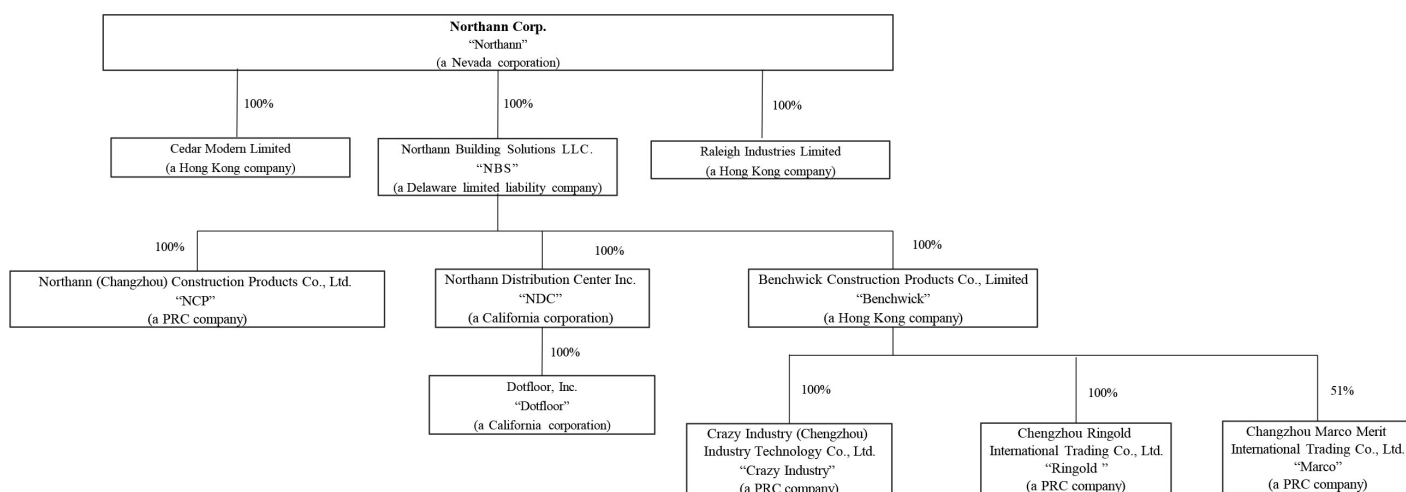 Northann Corp.
“Northann”
(a Nevada corporation)
100%
100%
100%
Cedar Modern Limited
(a Hong Kong company)
Northann Building Solutions LLC.
“NBS”
(a Delaware limited liability company)
Raleigh Industries Limited
(a Hong Kong company)
100%
100%
100%
Northann (Changzhou) Construction Products Co., Ltd.
“NCP”
(a PRC company)
Northann Distribution Center Inc.
“NDC”
(a California corporation)
Benchwick Construction Products Co., Limited
“Benchwick”
(a Hong Kong company)
100%
Dotfloor, Inc.
“Dotfloor”
(a California corporation)
100%
100%
51%
Crazy Industry (Chengzhou)
Industry Technology Co., Ltd.
“Crazy Industry”
(a PRC company)
Chengzhou Ringold
International Trading Co., Ltd.
“Ringold ”
(a PRC company)
Changzhou Marco Merit
International Trading Co., Ltd.
“Marco”
(a PRC company)